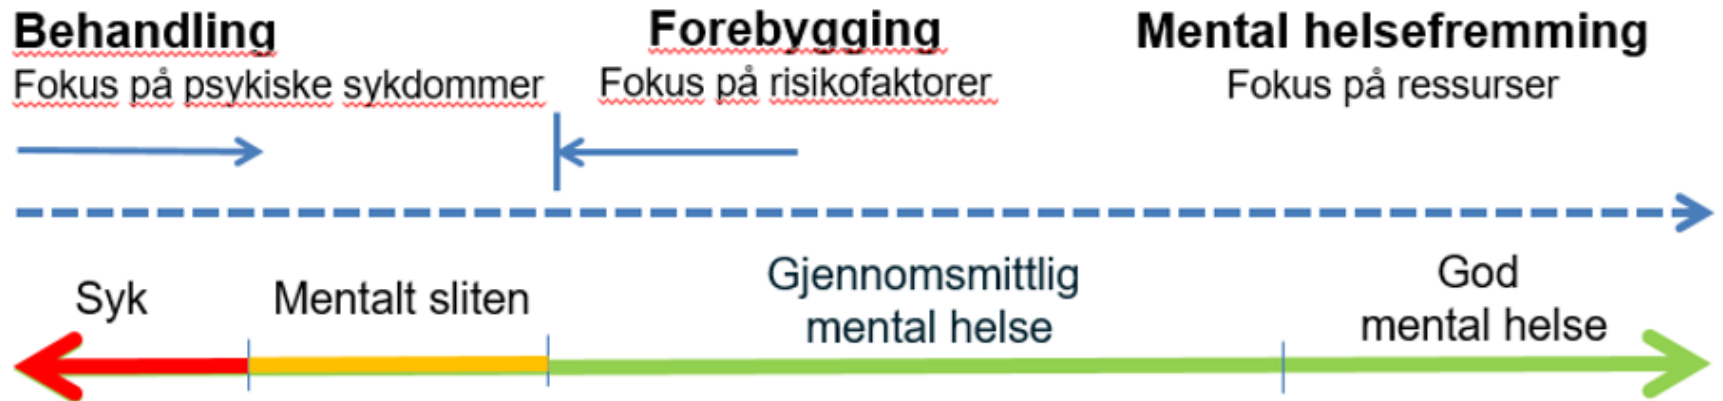 Behandling
Fokus på psykiske sykdommer
Forebygging
Fokus på risikofaktorer
Mental helsefremming
Fokus på ressurser
Syk
Mentalt sliten
Gjennomsmittlig
mental helse
God
mental helse